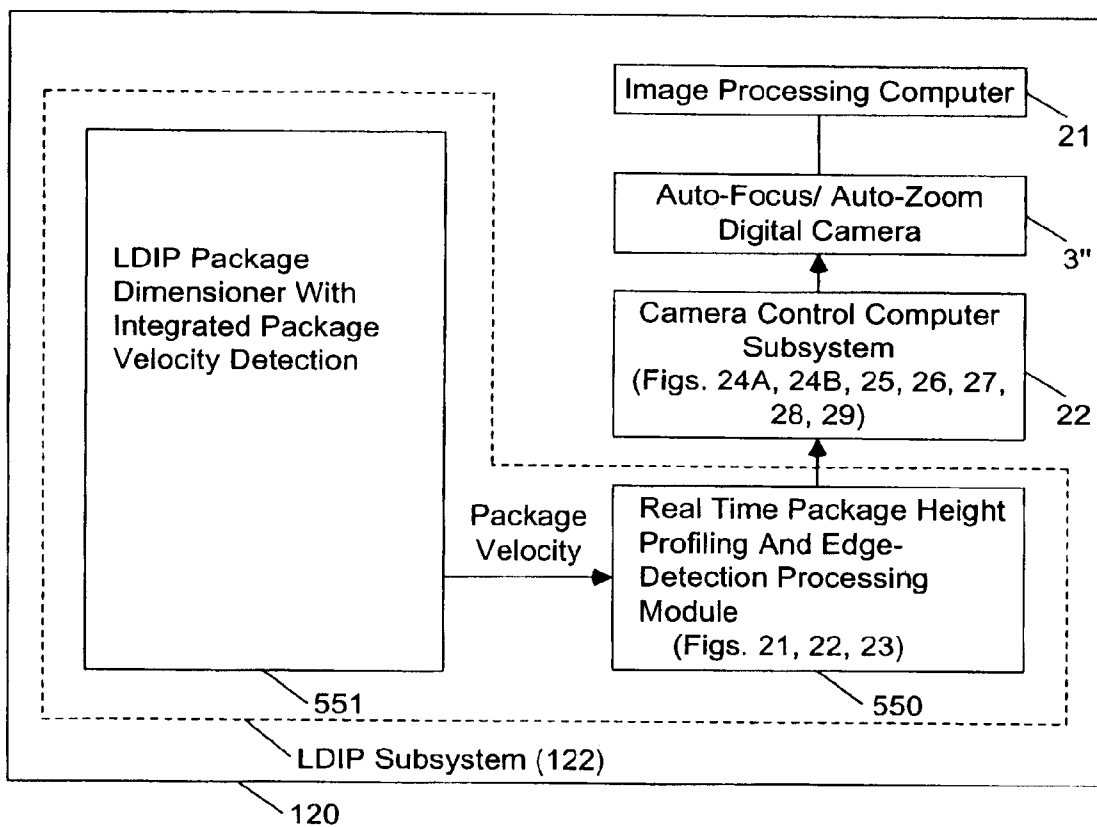 Image Processing Computer
21
Auto-Focus/ Auto-Zoom
Digital Camera
3"
LDIP Package
Dimensioner With
Integrated Package
Velocity Detection
Camera Control Computer
Subsystem
(Figs. 24A, 24B, 25, 26, 27,
28, 29)
22
Package
Velocity
Real Time Package Height
Profiling And Edge-
Detection Processing
Module
(Figs. 21, 22, 23)
551
550
LDIP Subsystem (122)
120